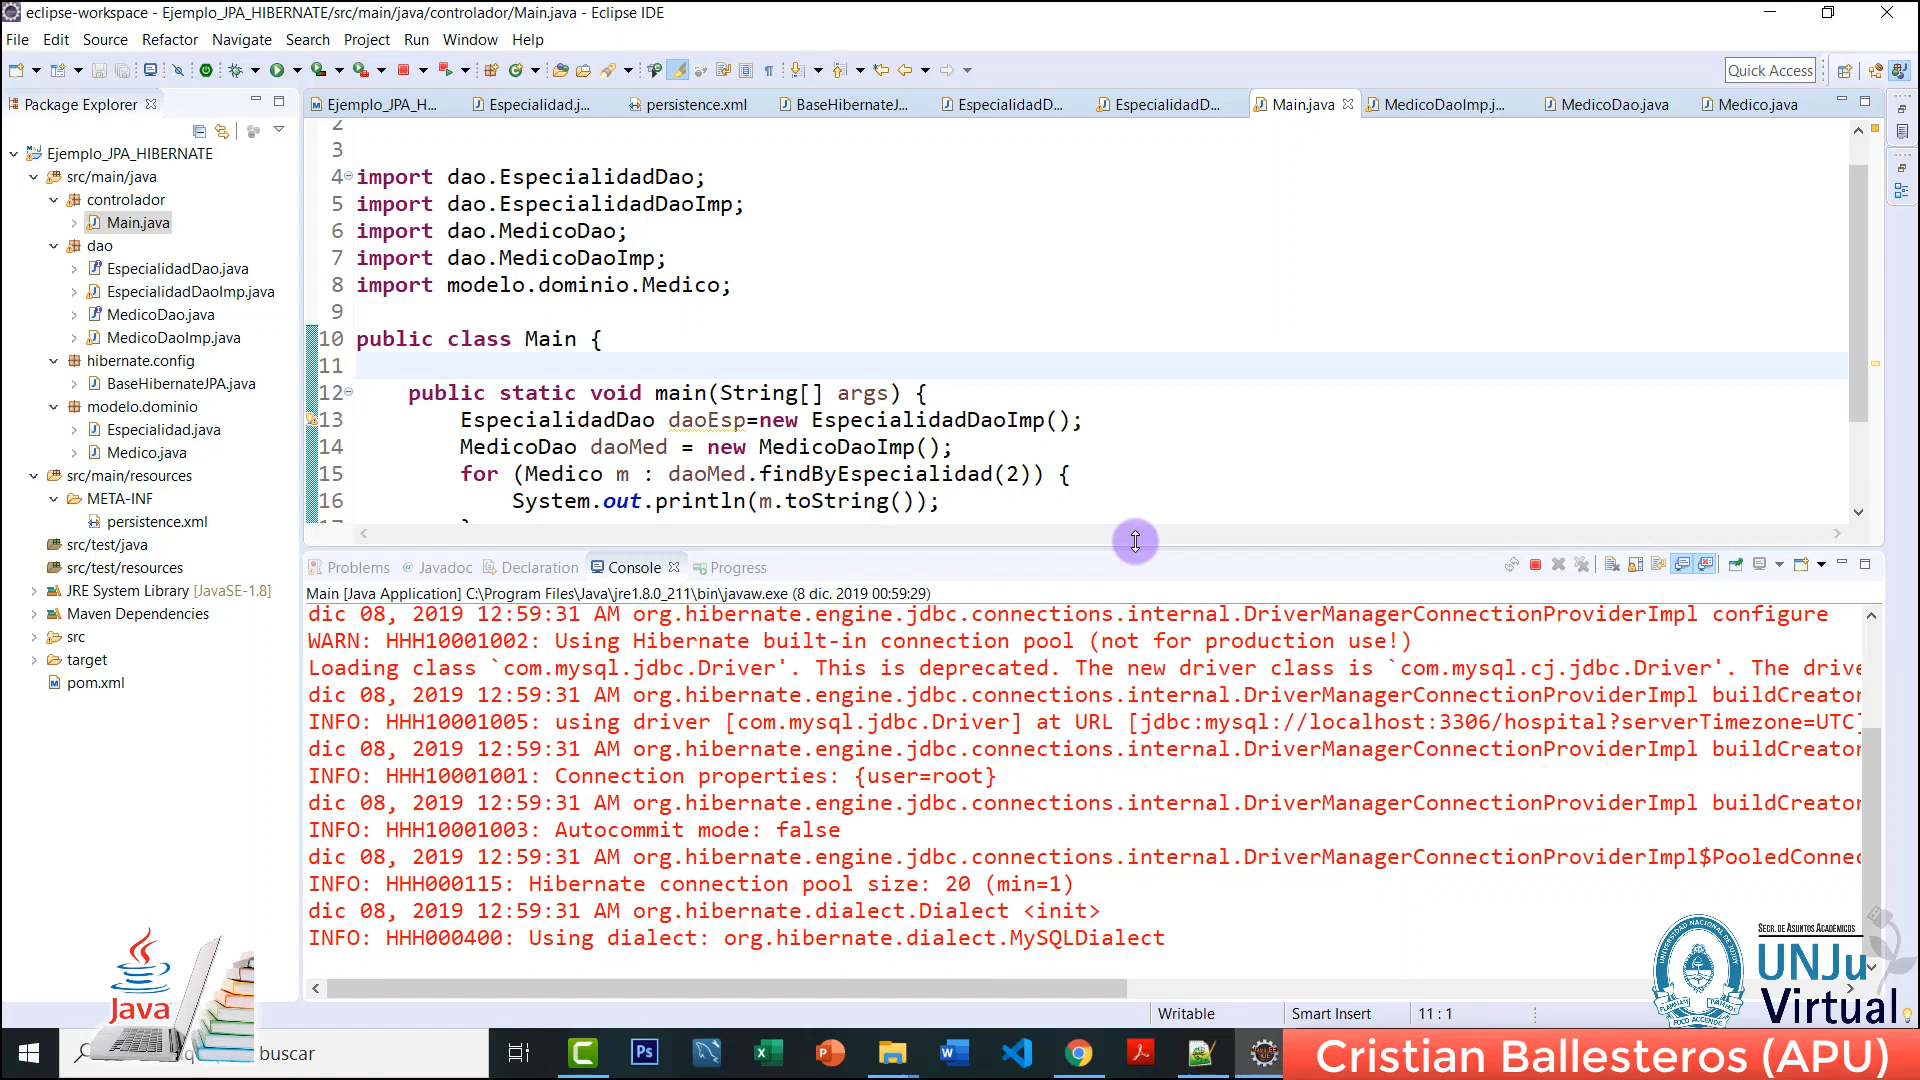 eclipse-workspace - Ejemplo_JPA_HIBERNATE/src/main/java/controlador/Main.java - Eclipse IDE
File Edit Source Refactor Navigate Search Project Run Window Help
Quick Access
Package Explorer
Ejemplo_JPA_H... Especialidad.j... persistence.xml BaseHibernateJ... EspecialidadD... EspecialidadD... Main.java MedicoDaoImp.j... MedicoDao.java Medico.java
Ejemplo_JPA_HIBERNATE
src/main/java
controlador
Main.java
dao
EspecialidadDao.java
EspecialidadDaoImp.java
MedicoDao.java
MedicoDaoImp.java
hibernate.config
BaseHibernateJPA.java
modelo.dominio
Especialidad.java
Medico.java
src/main/resources
META-INF
persistence.xml
src/test/java
src/test/resources
JRE System Library [JavaSE-1.8]
Maven Dependencies
src
target
pom.xml
2
3
4 import dao.EspecialidadDao;
5 import dao.EspecialidadDaoImp;
6 import dao.MedicoDao;
7 import dao.MedicoDaoImp;
8 import modelo.dominio.Medico;
9
10 public class Main {
11
12 public static void main(String[] args) {
13 EspecialidadDao daoEsp=new EspecialidadDaoImp();
14 MedicoDao daoMed = new MedicoDaoImp();
15 for (Medico m : daoMed.findByEspecialidad(2)) {
16 System.out.println(m.toString());
17 }
Problems Javadoc Declaration Console Progress
Main [Java Application] C:\Program Files\Java\jre1.8.0_211\bin\javaw.exe (8 dic. 2019 00:59:29)
dic 08, 2019 12:59:31 AM org.hibernate.engine.jdbc.connections.internal.DriverManagerConnectionProviderImpl configure
WARN: HHH10001002: Using Hibernate built-in connection pool (not for production use!)
Loading class `com.mysql.jdbc.Driver'. This is deprecated. The new driver class is `com.mysql.cj.jdbc.Driver'. The drive
dic 08, 2019 12:59:31 AM org.hibernate.engine.jdbc.connections.internal.DriverManagerConnectionProviderImpl buildCreator
INFO: HHH10001005: using driver [com.mysql.jdbc.Driver] at URL [jdbc:mysql://localhost:3306/hospital?serverTimezone=UTC]
dic 08, 2019 12:59:31 AM org.hibernate.engine.jdbc.connections.internal.DriverManagerConnectionProviderImpl buildCreator
INFO: HHH10001001: Connection properties: {user=root}
dic 08, 2019 12:59:31 AM org.hibernate.engine.jdbc.connections.internal.DriverManagerConnectionProviderImpl buildCreator
INFO: HHH10001003: Autocommit mode: false
dic 08, 2019 12:59:31 AM org.hibernate.engine.jdbc.connections.internal.DriverManagerConnectionProviderImpl$PooledConnec
INFO: HHH000115: Hibernate connection pool size: 20 (min=1)
dic 08, 2019 12:59:31 AM org.hibernate.dialect.Dialect <init>
INFO: HHH000400: Using dialect: org.hibernate.dialect.MySQLDialect
Java
SECR. DE ASUNTOS ACADÉMICOS
UNJu
Virtual
Writable Smart Insert 11 : 1
buscar
Cristian Ballesteros (APU)